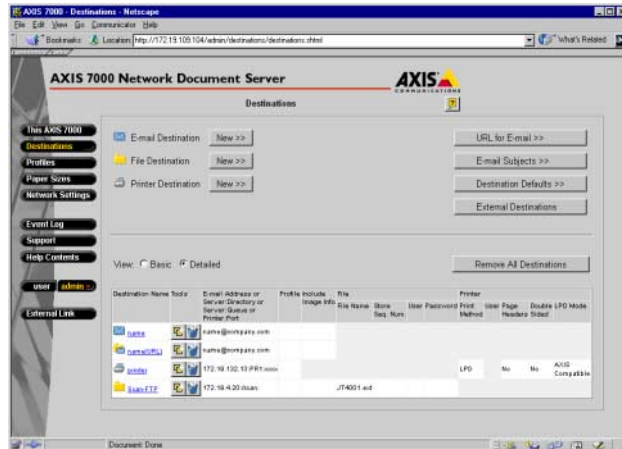 AXIS 7000 - Destinations - Netscape
File Edit View Go Communicator Help
Bookmarks Location: http://172.19.109.104/admin/destinations/destinations.shtml What's Related
AXIS 7000 Network Document Server
AXIS
COMMUNICATIONS
Destinations
This AXIS 7000
Destinations
Profiles
Paper Sizes
Network Settings
Event Log
Support
Help Contents
user admin
External Link
E-mail Destination New >>
File Destination New >>
Printer Destination New >>
URL for E-mail >>
E-mail Subjects >>
Destination Defaults >>
External Destinations
View: Basic Detailed
Remove All Destinations
Destination Name Tools E-mail Address or Server:Directory or Server:Queue or Printer Port Profile Include Image Info
File
File Name Store Seq. Num. User Password
Printer
Print Method User Page Headers Double Sided LPD Mode
name name@company.com
name(URL) name@company.com
printer LPD No No AXIS Compatible
Scan-FTP
Document: Done